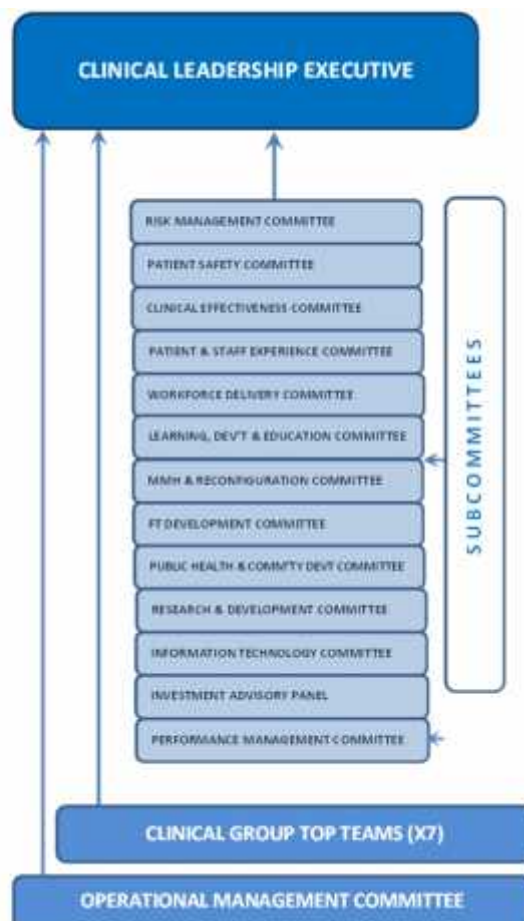 CLINICAL LEADERSHIP EXECUTIVE
RISK MANAGEMENT COMMITTEE
PATIENT SAFETY COMMITTEE
CLINICAL EFFECTIVENESS COMMITTEE
PATIENT & STAFF EXPERIENCE COMMITTEE
WORKFORCE DELIVERY COMMITTEE
LEARNING, DEV'T & EDUCATION COMMITTEE
MMH & RECONFIGURATION COMMITTEE
FT DEVELOPMENT COMMITTEE
PUBLIC HEALTH & COMM'TY DEVT COMMITTEE
RESEARCH & DEVELOPMENT COMMITTEE
INFORMATION TECHNOLOGY COMMITTEE
INVESTMENT ADVISORY PANEL
PERFORMANCE MANAGEMENT COMMITTEE
SUBCOMMITTEES
CLINICAL GROUP TOP TEAMS (X7)
OPERATIONAL MANAGEMENT COMMITTEE